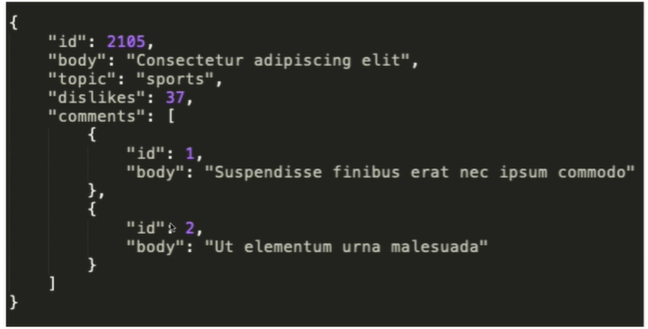 {
    "id": 2105,
    "body": "Consectetur adipiscing elit",
    "topic": "sports",
    "dislikes": 37,
    "comments": [
        {
            "id": 1,
            "body": "Suspendisse finibus erat nec ipsum commodo"
        },
        {
            "id": 2,
            "body": "Ut elementum urna malesuada"
        }
    ]
}